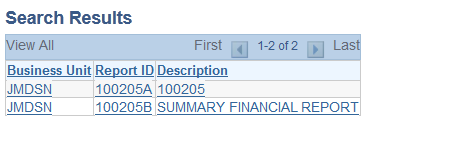 Search Results
View All First 1-2 of 2 Last
Business Unit Report ID Description
JMDSN 100205A 100205
JMDSN 100205B SUMMARY FINANCIAL REPORT